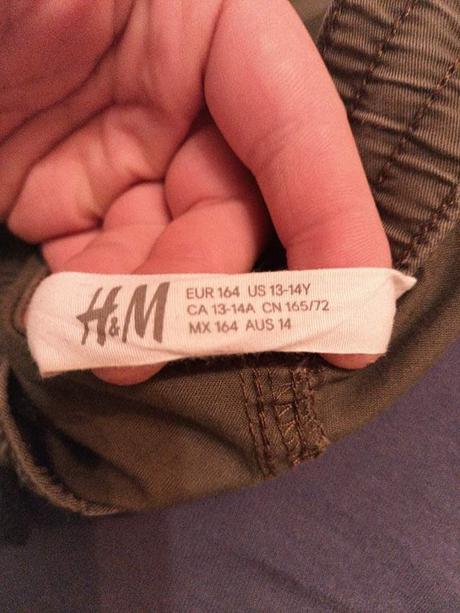 H&M
EUR 164 US 13-14Y
CA 13-14A CN 165/72
MX 164 AUS 14